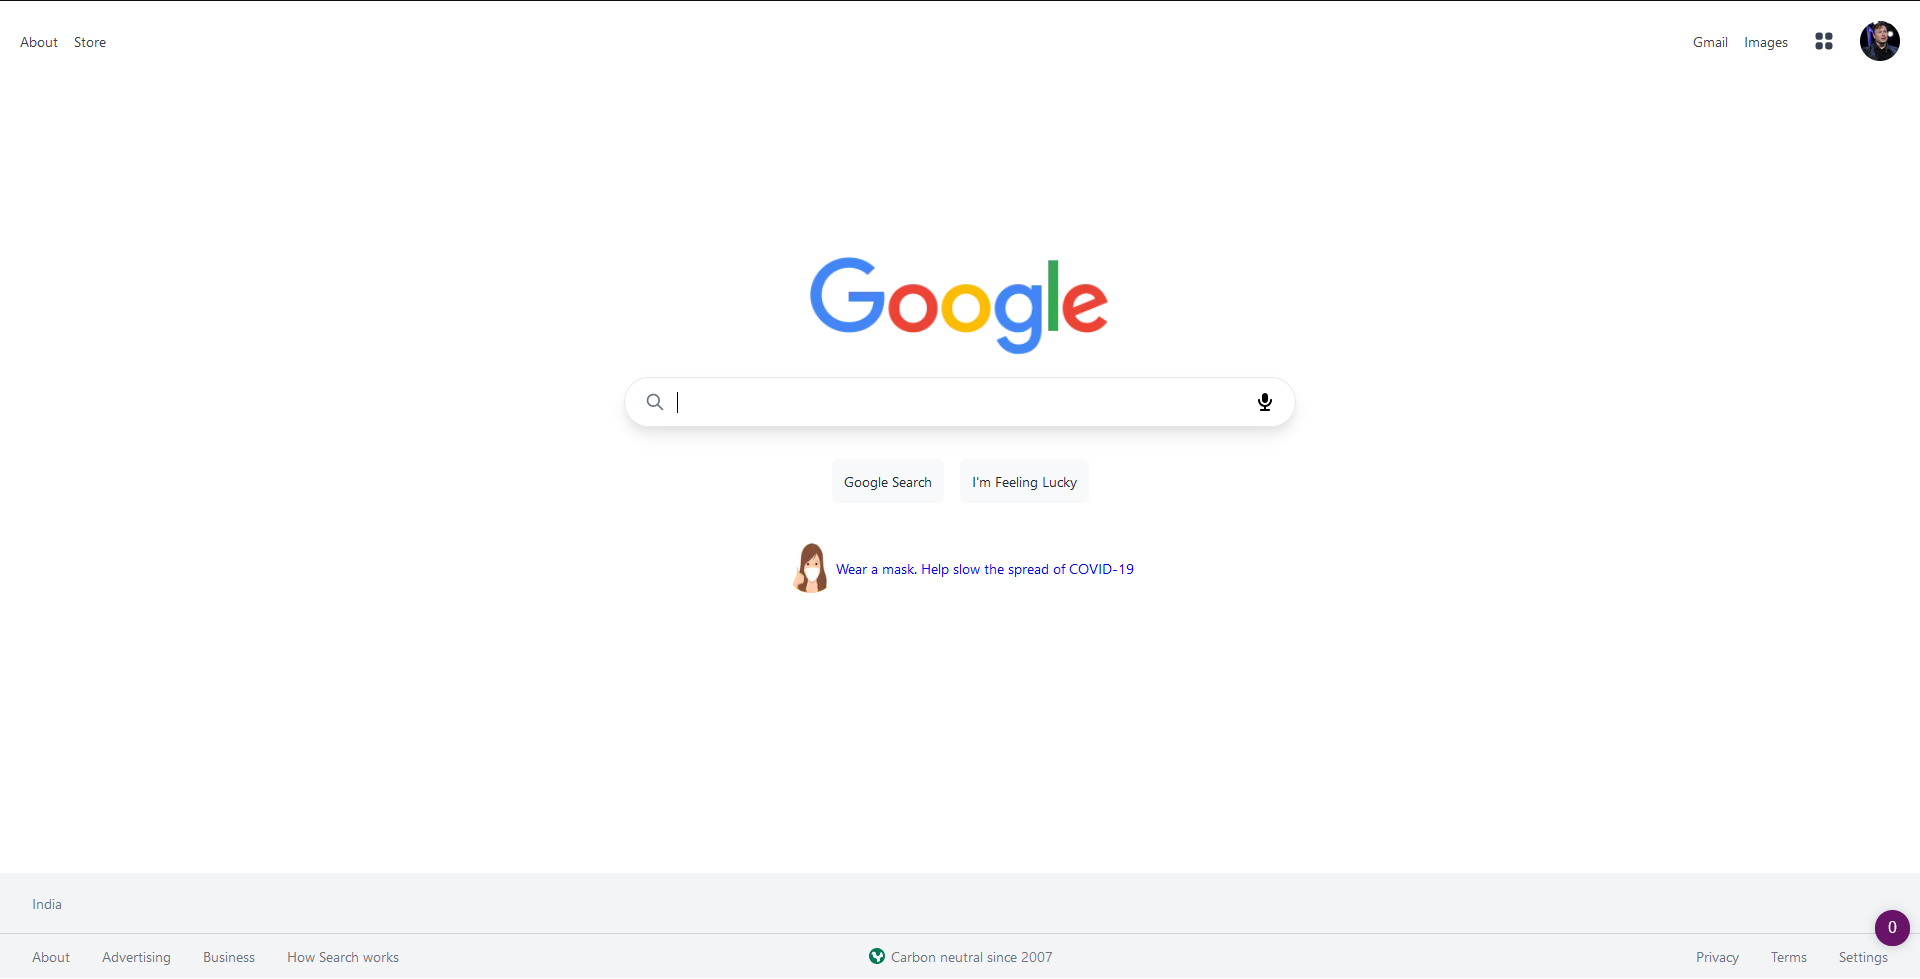 About Store Gmail Images
Google
Google Search I'm Feeling Lucky
Wear a mask. Help slow the spread of COVID-19
India
0
About Advertising Business How Search works Carbon neutral since 2007 Privacy Terms Settings